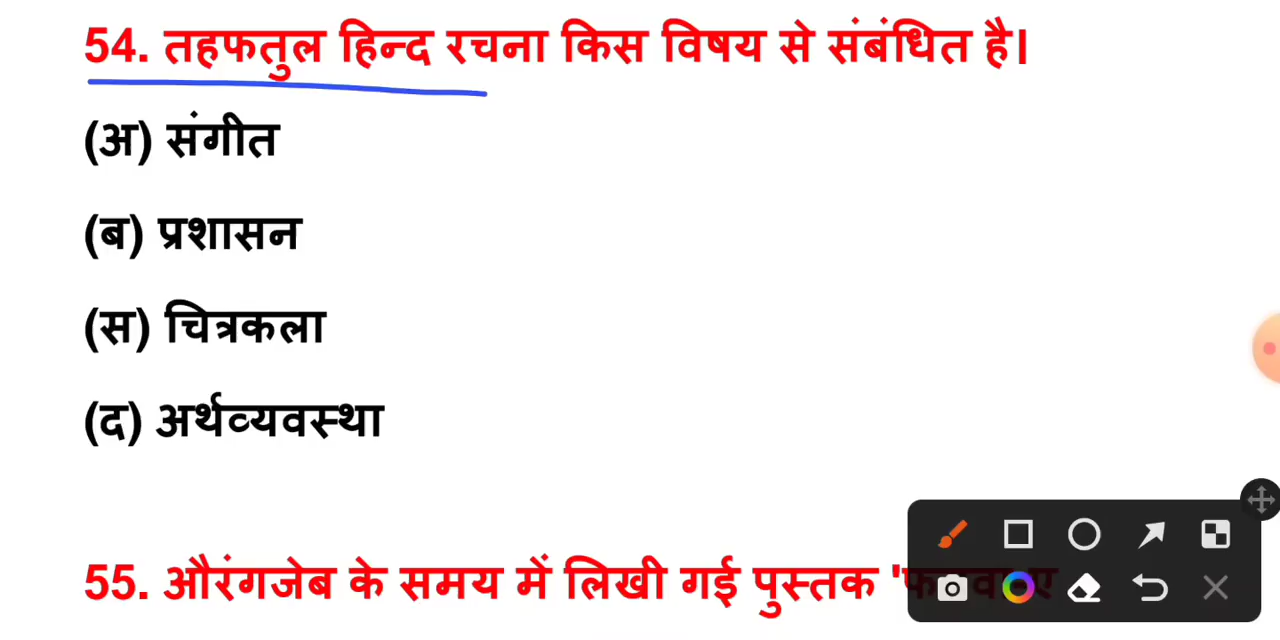 54. तहफतुल हिन्द रचना किस विषय से संबंधित है।
(अ) संगीत
(ब) प्रशासन
(स) चित्रकला
(द) अर्थव्यवस्था
55. औरंगजेब के समय में लिखी गई पुस्तक